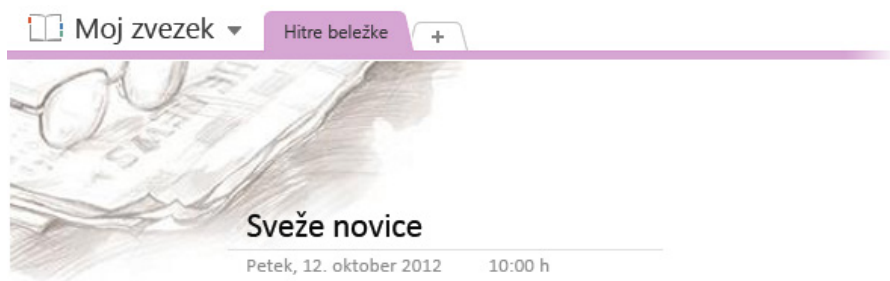 Moj zvezek
Hitre beležke
+
Sveže novice
Petek, 12. oktober 2012 10:00 h